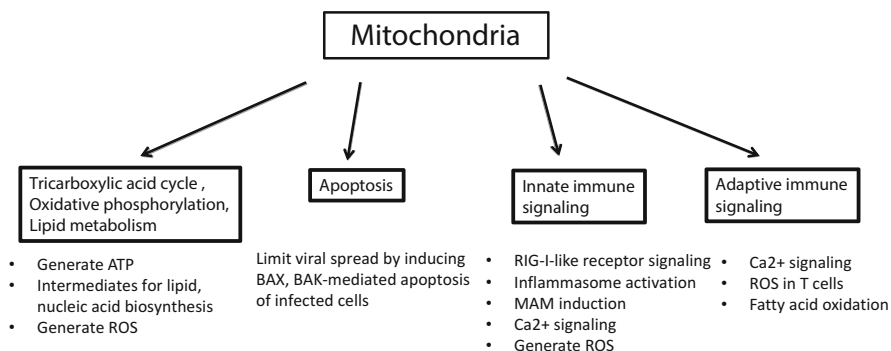 Mitochondria
Tricarboxylic acid cycle ,
Oxidative phosphorylation,
Lipid metabolism
• Generate ATP
• Intermediates for lipid,
nucleic acid biosynthesis
• Generate ROS
Apoptosis
Limit viral spread by inducing
BAX, BAK-mediated apoptosis
of infected cells
Innate immune
signaling
• RIG-I-like receptor signaling
• Inflammasome activation
• MAM induction
• Ca2+ signaling
• Generate ROS
Adaptive immune
signaling
• Ca2+ signaling
• ROS in T cells
• Fatty acid oxidation